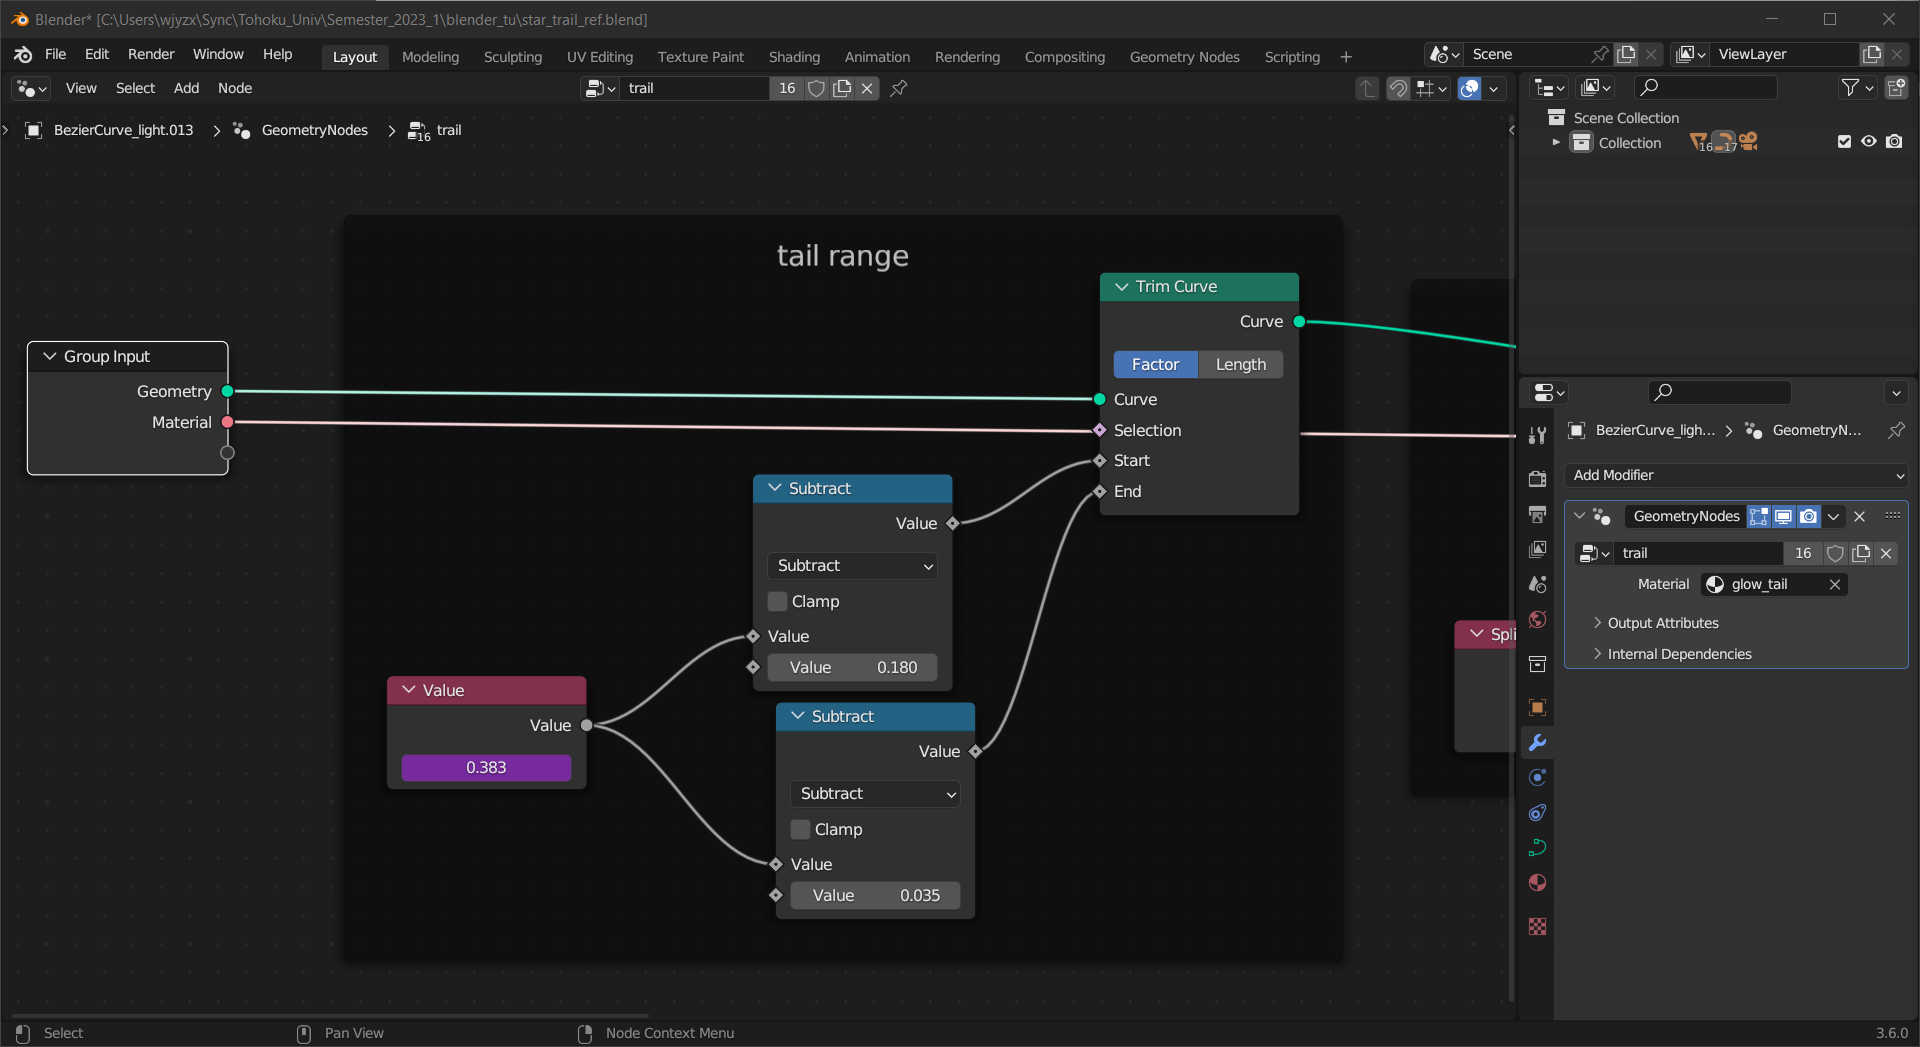 Blender* [C:\Users\wjyzx\Sync\Tohoku_Univ\Semester_2023_1\blender_tu\star_trail_ref.blend]
File Edit Render Window Help Layout Modeling Sculpting UV Editing Texture Paint Shading Animation Rendering Compositing Geometry Nodes Scripting + Scene ViewLayer
View Select Add Node trail 16
BezierCurve_light.013 > GeometryNodes > 16 trail
Scene Collection
Collection 16 17
tail range
Trim Curve
Curve
Factor Length
Curve
Selection
Start
End
Group Input
Geometry
Material
Subtract
Value
Subtract
Clamp
Value
Value 0.180
Value
Value
0.383
Subtract
Value
Subtract
Clamp
Value
Value 0.035
Spli
BezierCurve_ligh... > GeometryN...
Add Modifier
GeometryNodes
trail 16
Material glow_tail
Output Attributes
Internal Dependencies
Select Pan View Node Context Menu 3.6.0